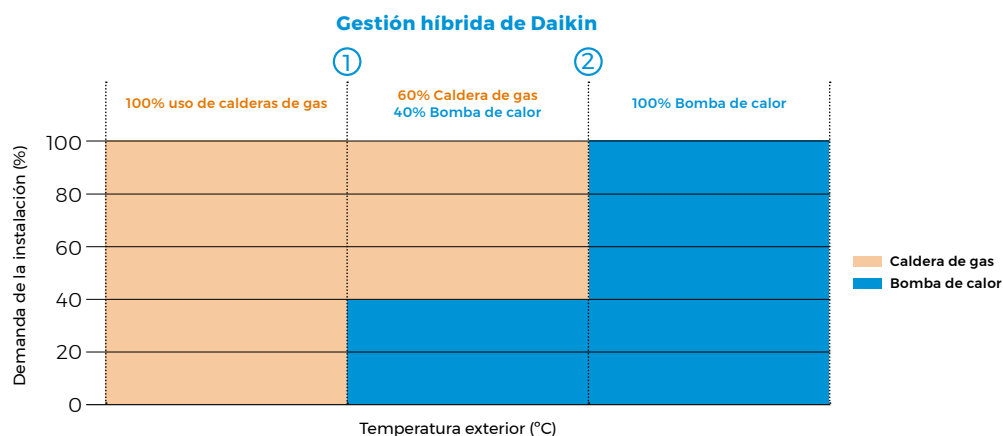 Gestión híbrida de Daikin
1
2
100% uso de calderas de gas
60% Caldera de gas
40% Bomba de calor
100% Bomba de calor
Demanda de la instalación (%)
100
80
60
40
20
0
Caldera de gas
Bomba de calor
Temperatura exterior (ºC)